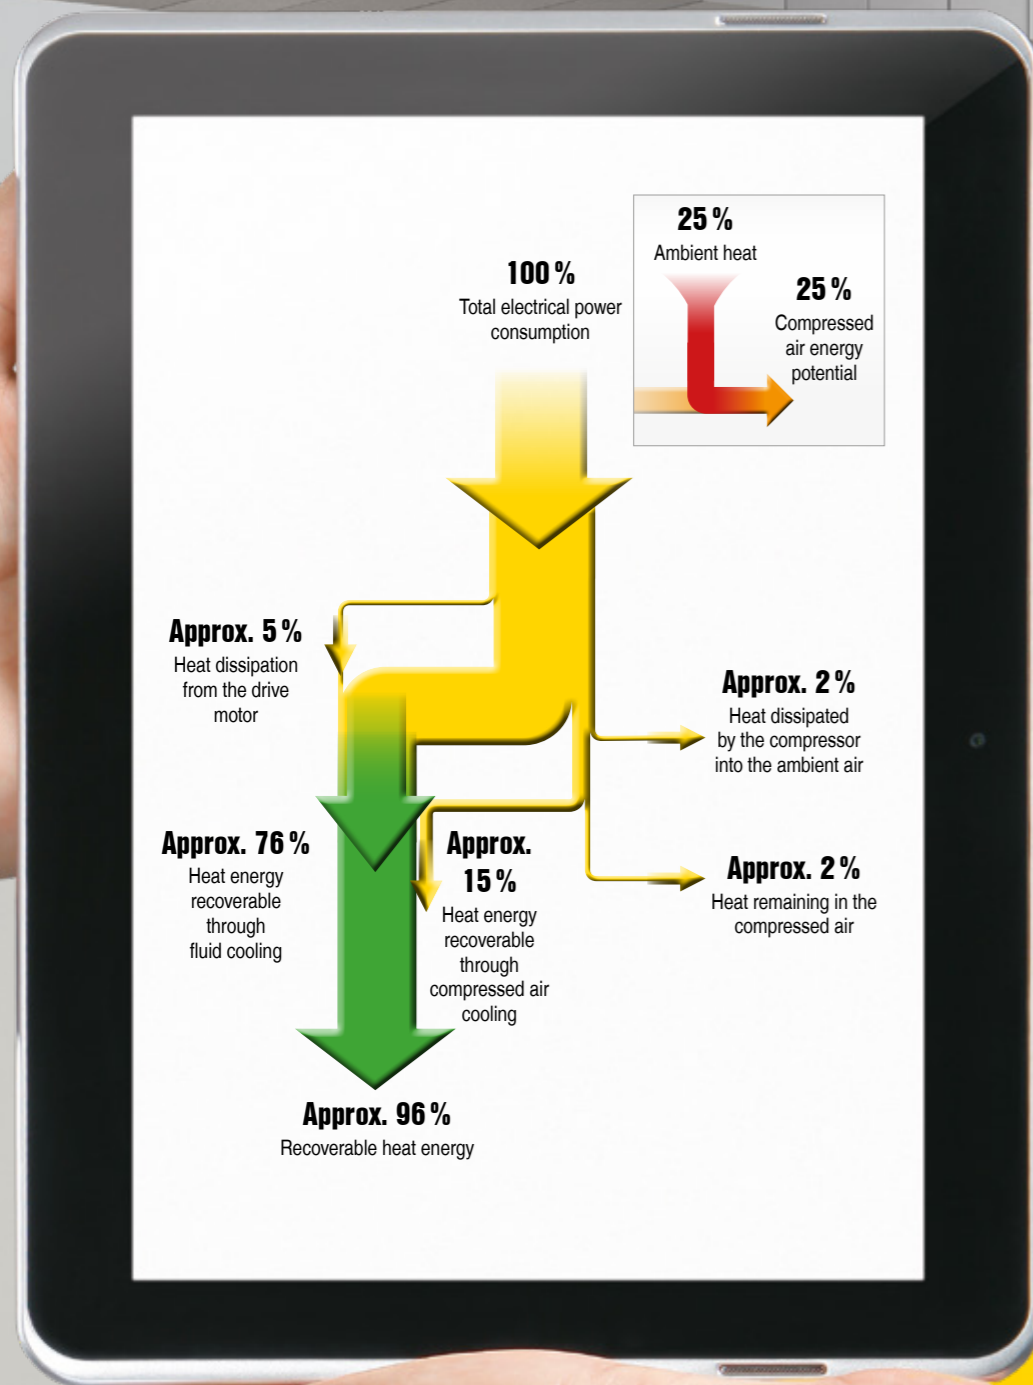 25 %
Ambient heat
25 %
Compressed
air energy
potential
100 %
Total electrical power
consumption
Approx. 5 %
Heat dissipation
from the drive
motor
Approx. 2 %
Heat dissipated
by the compressor
into the ambient air
Approx. 76 %
Heat energy
recoverable
through
fluid cooling
Approx.
15 %
Heat energy
recoverable
through
compressed air
cooling
Approx. 2 %
Heat remaining in the
compressed air
Approx. 96 %
Recoverable heat energy